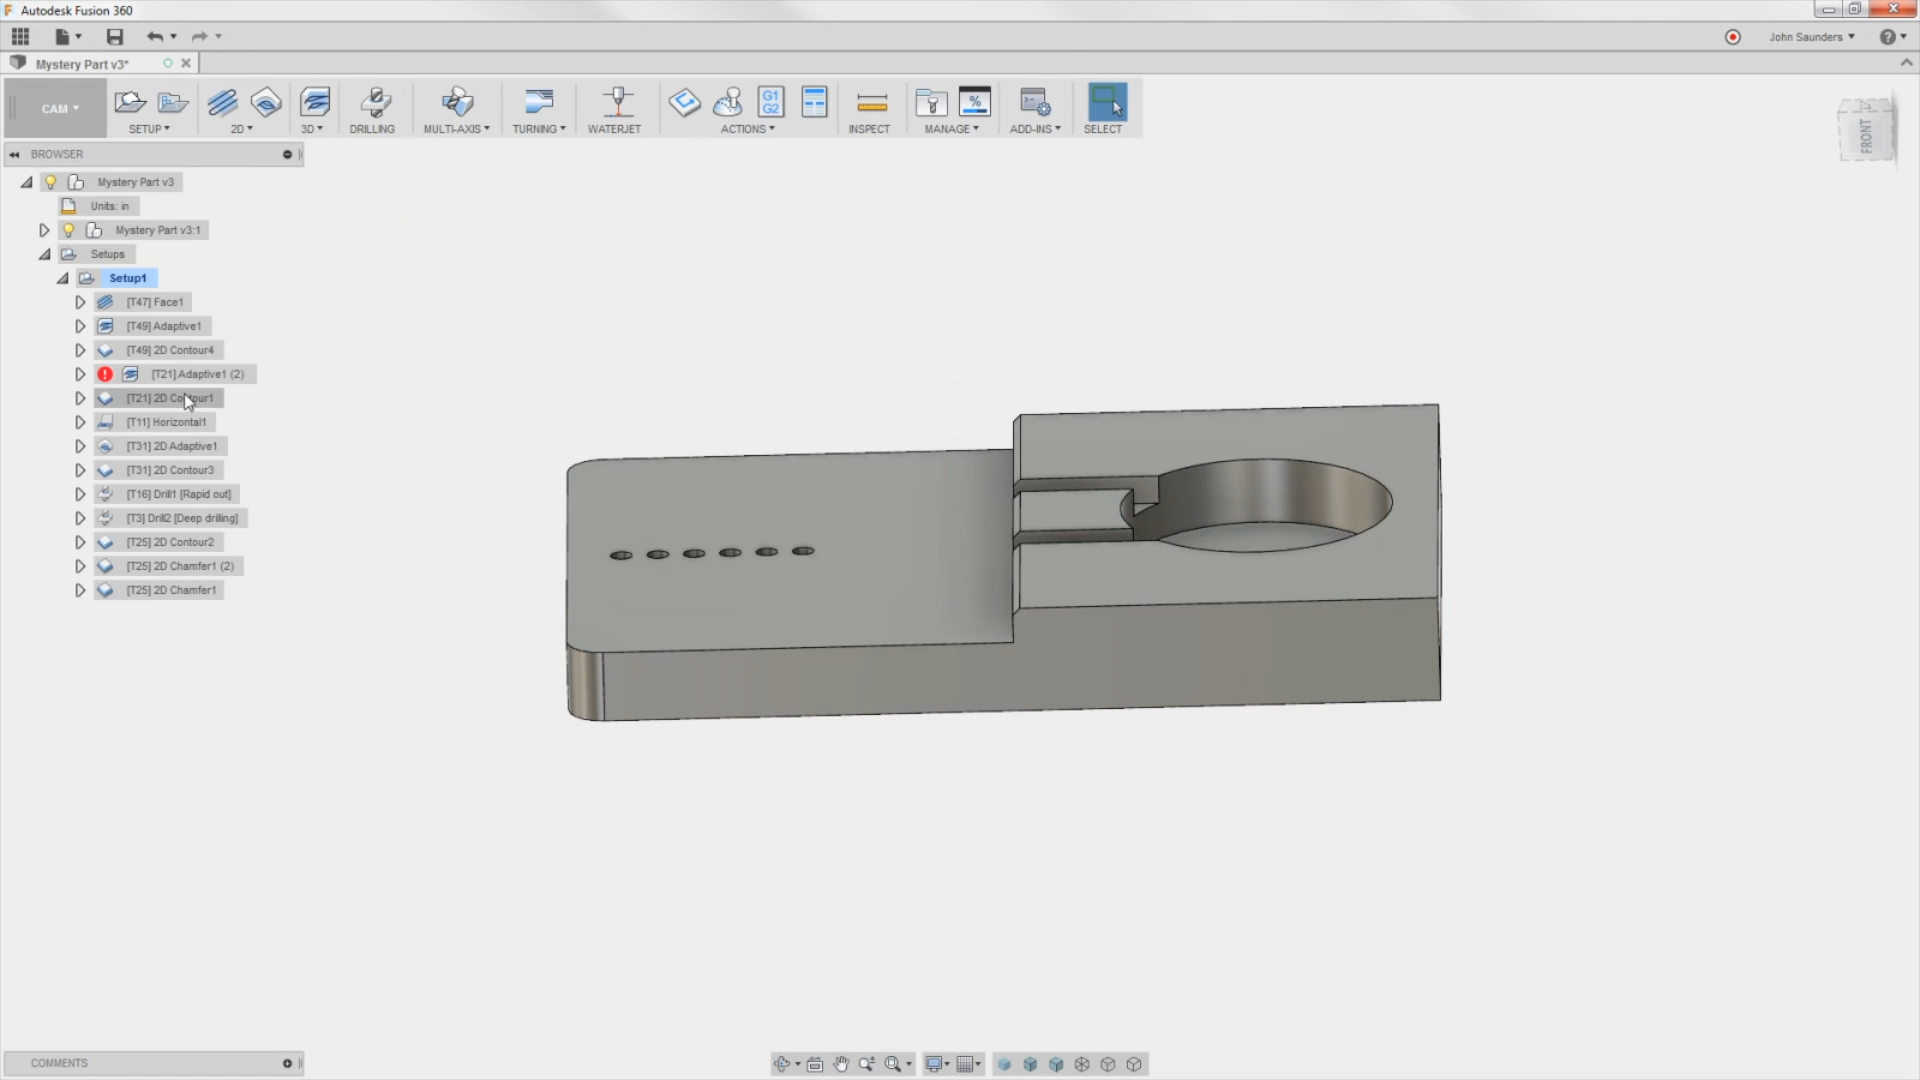 Autodesk Fusion 360
John Saunders
Mystery Part v3*
CAM
SETUP
2D
3D
DRILLING
MULTI-AXIS
TURNING
WATERJET
G1
G2
ACTIONS
INSPECT
%
MANAGE
ADD-INS
SELECT
FRONT
BROWSER
Mystery Part v3
Units: in
Mystery Part v3:1
Setups
Setup1
[T47] Face1
[T49] Adaptive1
[T49] 2D Contour4
[T21] Adaptive1 (2)
[T21] 2D Contour1
[T11] Horizontal1
[T31] 2D Adaptive1
[T31] 2D Contour3
[T16] Drill1 [Rapid out]
[T3] Drill2 [Deep drilling]
[T25] 2D Contour2
[T25] 2D Chamfer1 (2)
[T25] 2D Chamfer1
COMMENTS